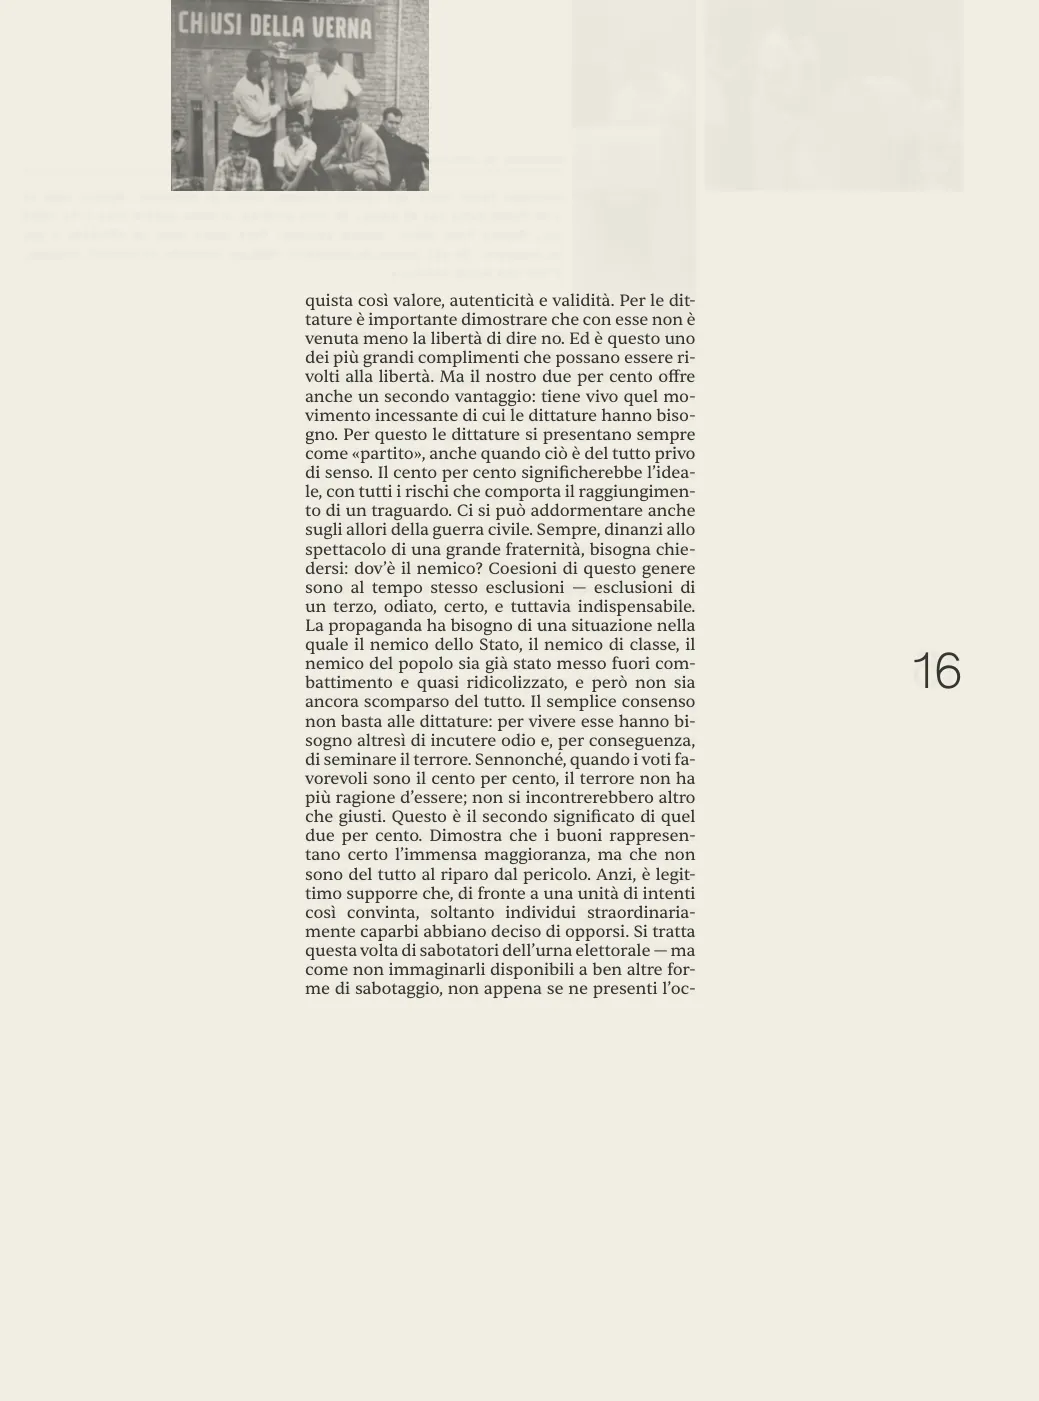 CHIUSI DELLA VERNA
quista così valore, autenticità e validità. Per le dit-
tature è importante dimostrare che con esse non è
venuta meno la libertà di dire no. Ed è questo uno
dei più grandi complimenti che possano essere ri-
volti alla libertà. Ma il nostro due per cento offre
anche un secondo vantaggio: tiene vivo quel mo-
vimento incessante di cui le dittature hanno biso-
gno. Per questo le dittature si presentano sempre
come «partito», anche quando ciò è del tutto privo
di senso. Il cento per cento significherebbe l’idea-
le, con tutti i rischi che comporta il raggiungimen-
to di un traguardo. Ci si può addormentare anche
sugli allori della guerra civile. Sempre, dinanzi allo
spettacolo di una grande fraternità, bisogna chie-
dersi: dov’è il nemico? Coesioni di questo genere
sono al tempo stesso esclusioni — esclusioni di
un terzo, odiato, certo, e tuttavia indispensabile.
La propaganda ha bisogno di una situazione nella
quale il nemico dello Stato, il nemico di classe, il
nemico del popolo sia già stato messo fuori com-
battimento e quasi ridicolizzato, e però non sia
ancora scomparso del tutto. Il semplice consenso
non basta alle dittature: per vivere esse hanno bi-
sogno altresì di incutere odio e, per conseguenza,
di seminare il terrore. Sennonché, quando i voti fa-
vorevoli sono il cento per cento, il terrore non ha
più ragione d’essere; non si incontrerebbero altro
che giusti. Questo è il secondo significato di quel
due per cento. Dimostra che i buoni rappresen-
tano certo l’immensa maggioranza, ma che non
sono del tutto al riparo dal pericolo. Anzi, è legit-
timo supporre che, di fronte a una unità di intenti
così convinta, soltanto individui straordinaria-
mente caparbi abbiano deciso di opporsi. Si tratta
questa volta di sabotatori dell’urna elettorale — ma
come non immaginarli disponibili a ben altre for-
me di sabotaggio, non appena se ne presenti l’oc-
16